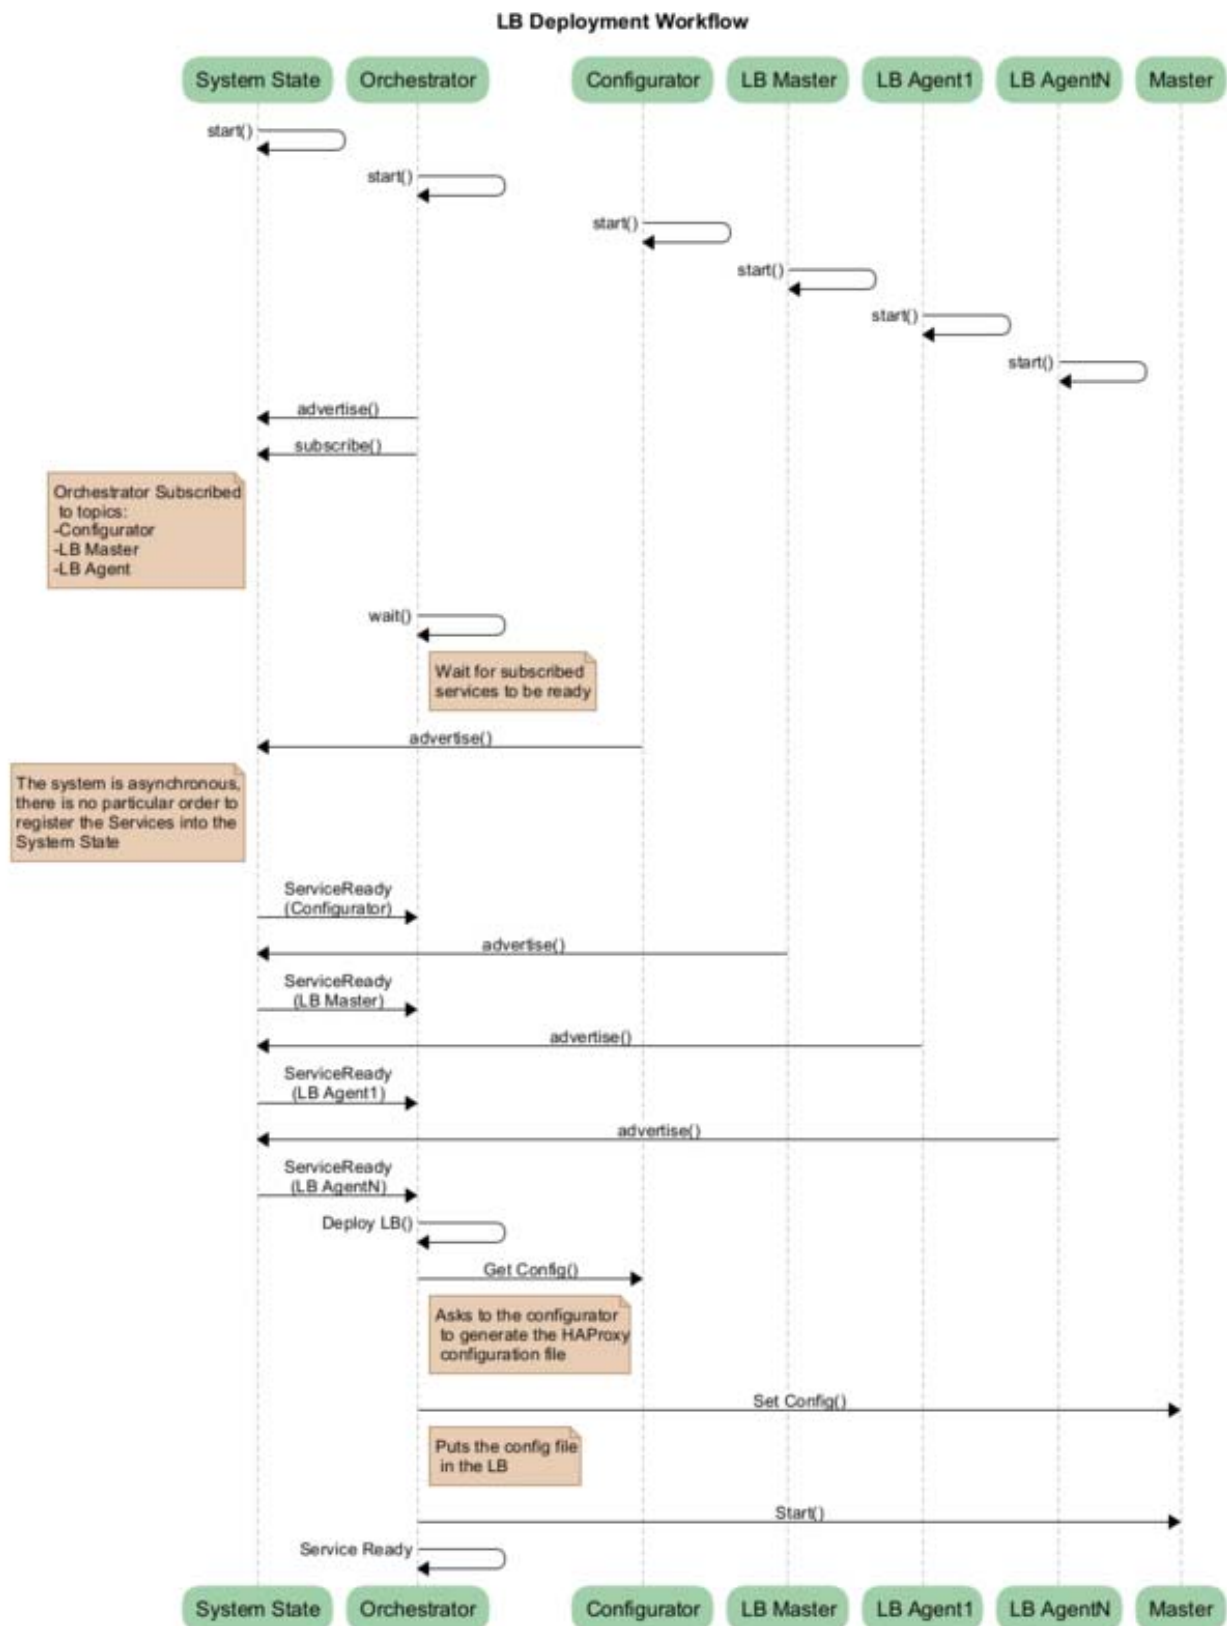 LB Deployment Workflow
System State
Orchestrator
Configurator
LB Master
LB Agent1
LB AgentN
Master
start()
start()
start()
start()
start()
start()
advertise()
subscribe()
Orchestrator Subscribed
to topics:
-Configurator
-LB Master
-LB Agent
wait()
Wait for subscribed
services to be ready
advertise()
The system is asynchronous,
there is no particular order to
register the Services into the
System State
ServiceReady
(Configurator)
advertise()
ServiceReady
(LB Master)
advertise()
ServiceReady
(LB Agent1)
advertise()
ServiceReady
(LB AgentN)
Deploy LB()
Get Config()
Asks to the configurator
to generate the HAProxy
configuration file
Set Config()
Puts the config file
in the LB
Start()
Service Ready
System State
Orchestrator
Configurator
LB Master
LB Agent1
LB AgentN
Master